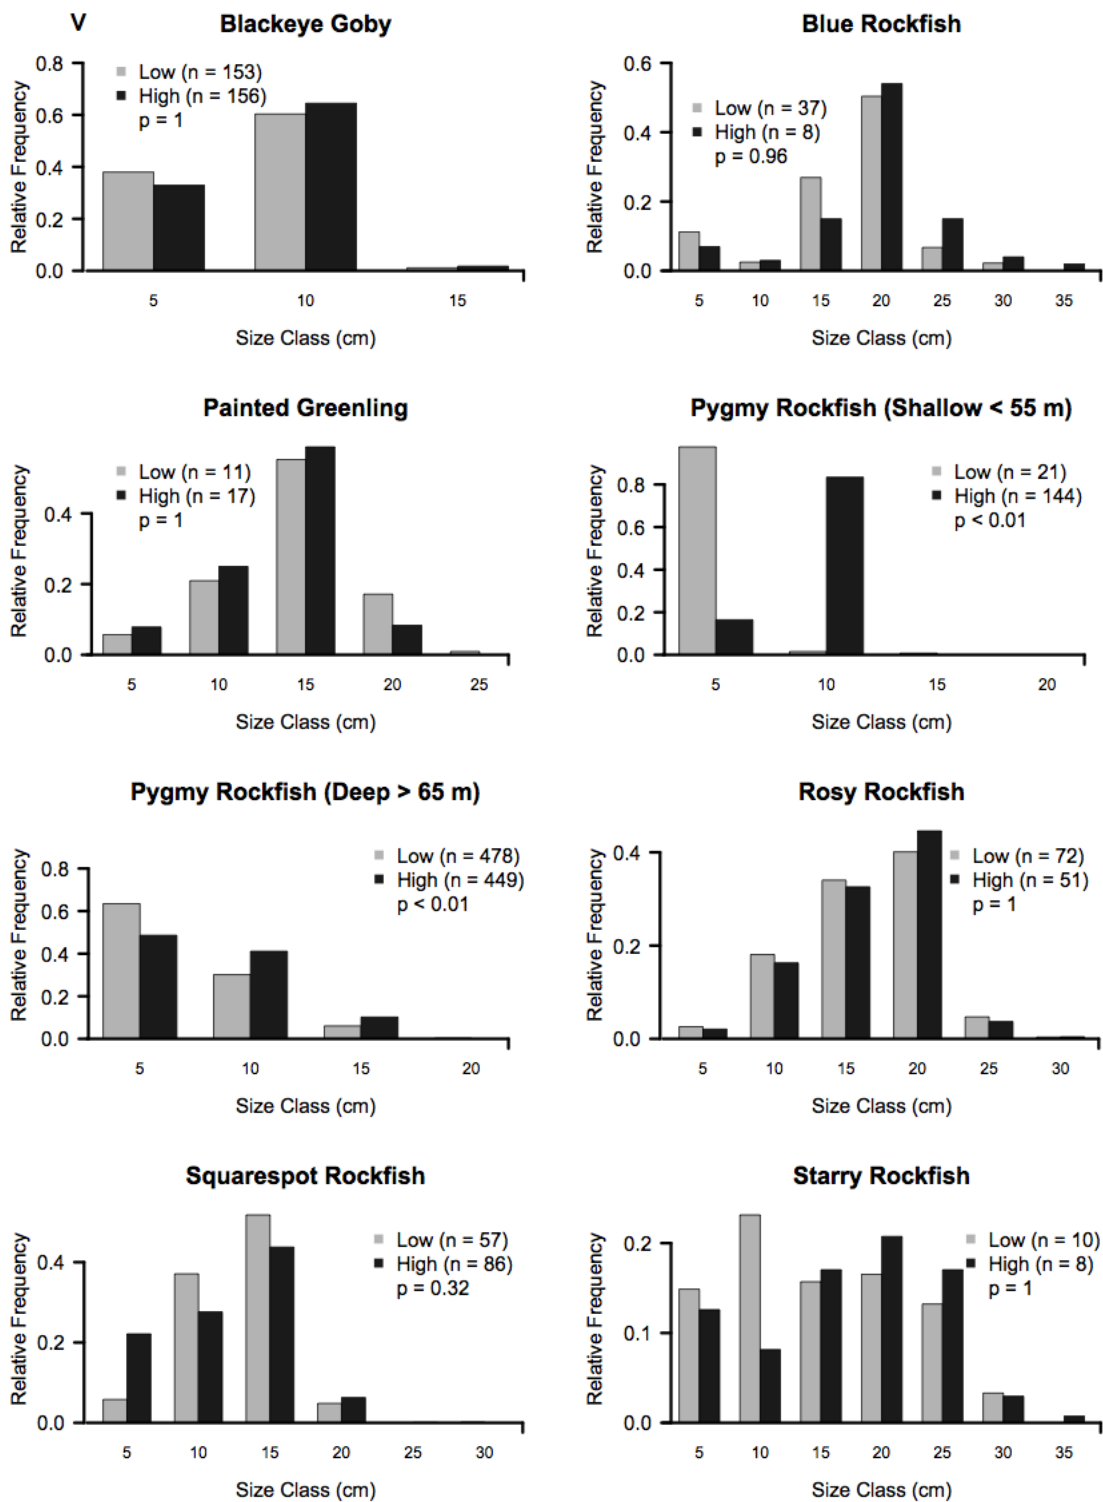 V
Blackeye Goby
Relative Frequency
0.8
0.6
0.4
0.2
0.0
Low (n = 153)
High (n = 156)
p = 1
5 10 15
Size Class (cm)
Blue Rockfish
Relative Frequency
0.6
0.4
0.2
0.0
Low (n = 37)
High (n = 8)
p = 0.96
5 10 15 20 25 30 35
Size Class (cm)
Painted Greenling
Relative Frequency
0.4
0.2
0.0
Low (n = 11)
High (n = 17)
p = 1
5 10 15 20 25
Size Class (cm)
Pygmy Rockfish (Shallow < 55 m)
Relative Frequency
0.8
0.6
0.4
0.2
0.0
Low (n = 21)
High (n = 144)
p < 0.01
5 10 15 20
Size Class (cm)
Pygmy Rockfish (Deep > 65 m)
Relative Frequency
0.8
0.6
0.4
0.2
0.0
Low (n = 478)
High (n = 449)
p < 0.01
5 10 15 20
Size Class (cm)
Rosy Rockfish
Relative Frequency
0.4
0.2
0.0
Low (n = 72)
High (n = 51)
p = 1
5 10 15 20 25 30
Size Class (cm)
Squarespot Rockfish
Relative Frequency
0.4
0.2
0.0
Low (n = 57)
High (n = 86)
p = 0.32
5 10 15 20 25 30
Size Class (cm)
Starry Rockfish
Relative Frequency
0.2
0.1
0.0
Low (n = 10)
High (n = 8)
p = 1
5 10 15 20 25 30 35
Size Class (cm)